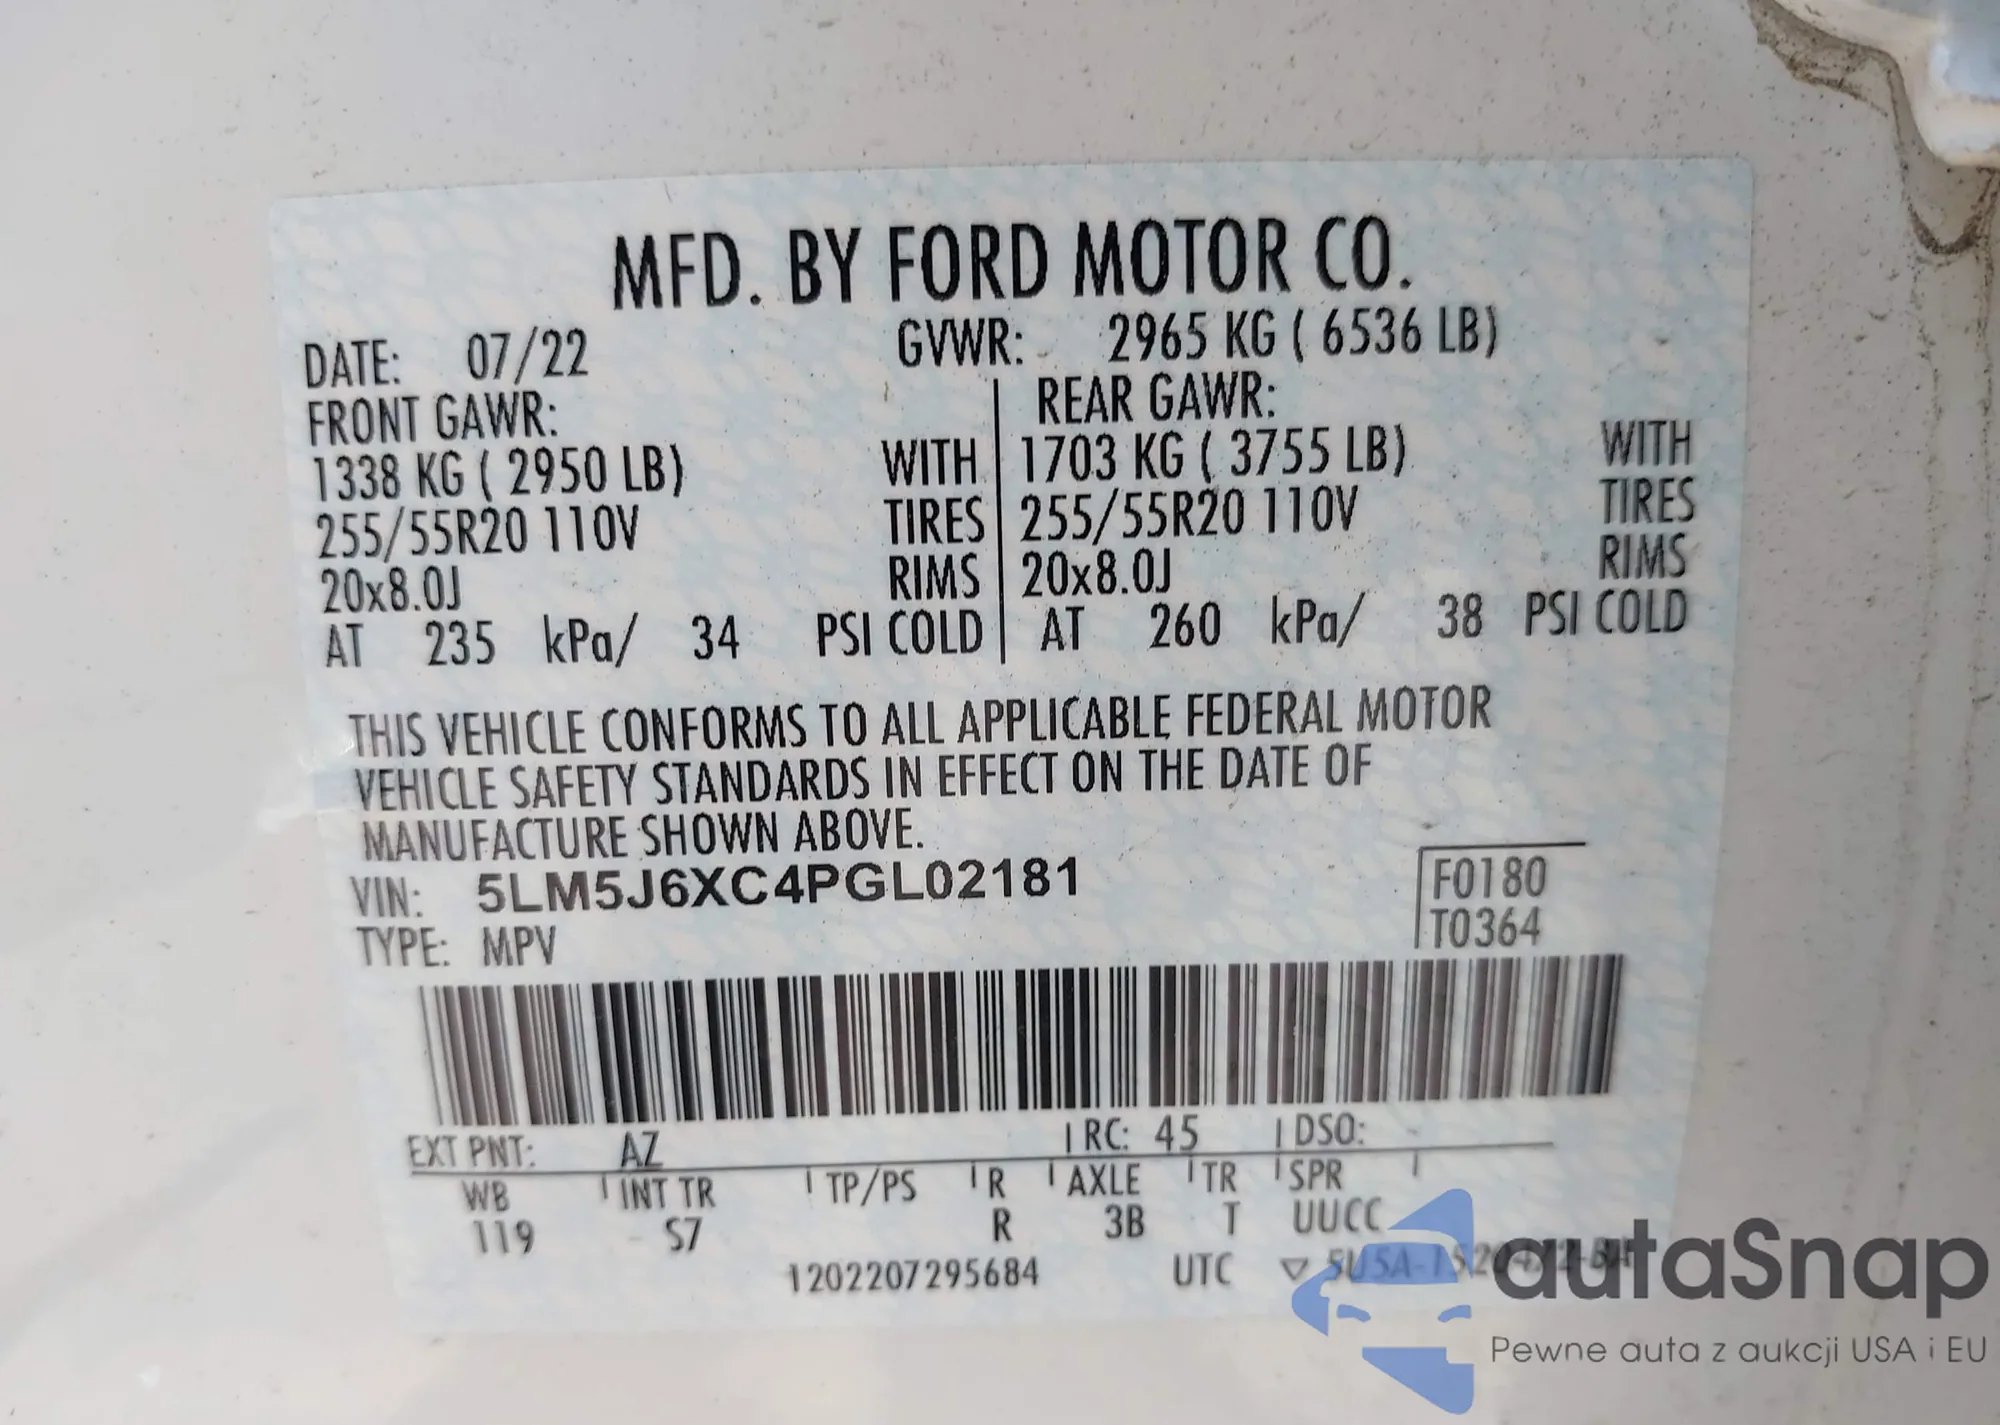 MFD. BY FORD MOTOR CO.
DATE: 07/22 GVWR: 2965 KG ( 6536 LB)
FRONT GAWR: REAR GAWR:
1338 KG ( 2950 LB) WITH 1703 KG ( 3755 LB) WITH
255/55R20 110V TIRES 255/55R20 110V TIRES
20x8.0J RIMS 20x8.0J RIMS
AT 235 kPa/ 34 PSI COLD AT 260 kPa/ 38 PSI COLD
THIS VEHICLE CONFORMS TO ALL APPLICABLE FEDERAL MOTOR
VEHICLE SAFETY STANDARDS IN EFFECT ON THE DATE OF
MANUFACTURE SHOWN ABOVE.
VIN: 5LM5J6XC4PGL02181 F0180
TYPE: MPV T0364
EXT PNT: AZ RC: 45 DSO:
WB INT TR TP/PS R AXLE TR SPR
119 S7 R 3B T UUCC
1202207295684 UTC ▽ 5U5A-1520472-BA
autaSnap
Pewne auta z aukcji USA i EU